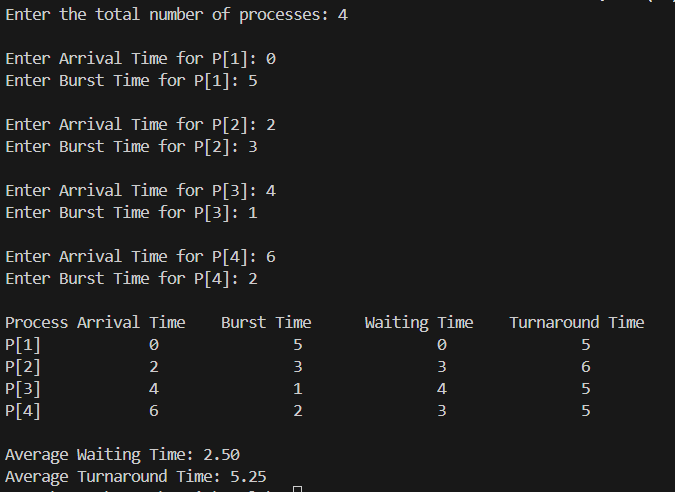 Enter the total number of processes: 4
Enter Arrival Time for P[1]: 0
Enter Burst Time for P[1]: 5
Enter Arrival Time for P[2]: 2
Enter Burst Time for P[2]: 3
Enter Arrival Time for P[3]: 4
Enter Burst Time for P[3]: 1
Enter Arrival Time for P[4]: 6
Enter Burst Time for P[4]: 2
Process Arrival Time Burst Time Waiting Time Turnaround Time
P[1] 0 5 0 5
P[2] 2 3 3 6
P[3] 4 1 4 5
P[4] 6 2 3 5
Average Waiting Time: 2.50
Average Turnaround Time: 5.25